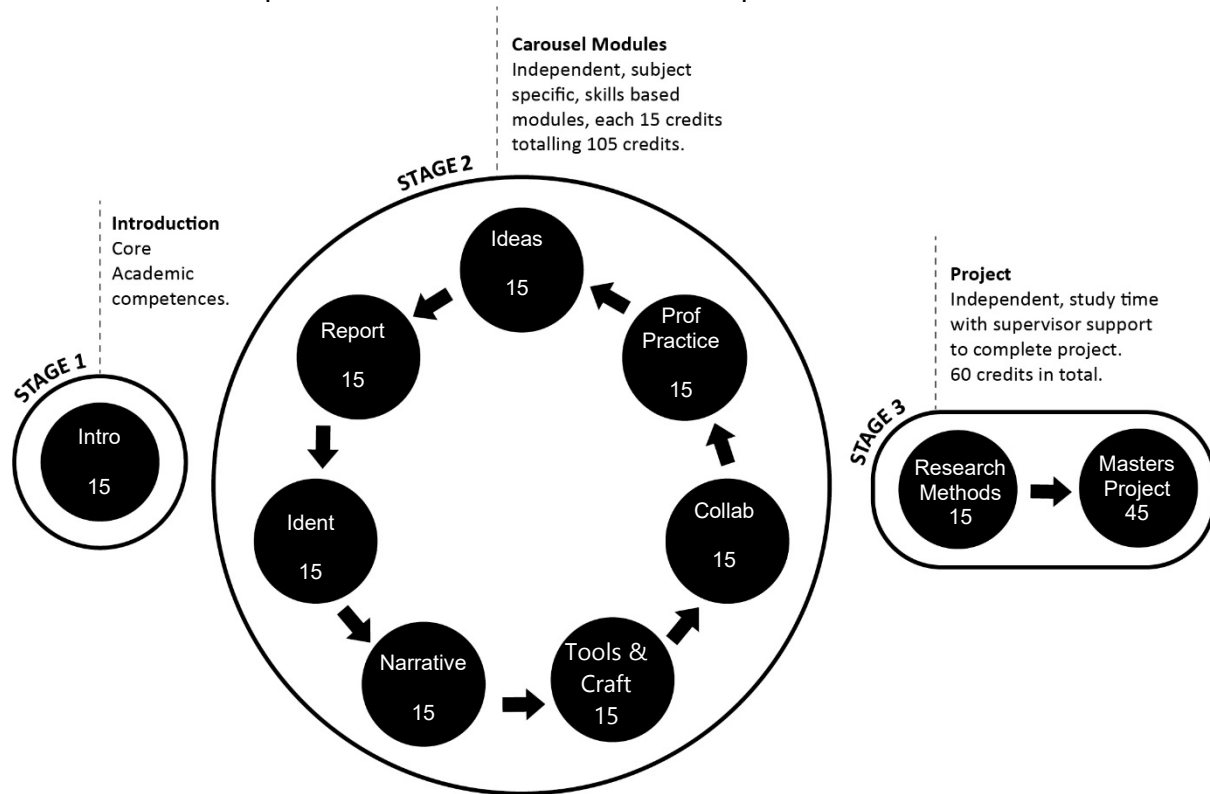 Carousel Modules
Independent, subject
specific, skills based
modules, each 15 credits
totalling 105 credits.
STAGE 2
Introduction
Core
Academic
competences.
STAGE 1
Intro
15
Ideas
15
Report
15
Ident
15
Narrative
15
Tools &
Craft
15
Collab
15
Prof
Practice
15
Project
Independent, study time
with supervisor support
to complete project.
60 credits in total.
STAGE 3
Research
Methods
15
Masters
Project
45